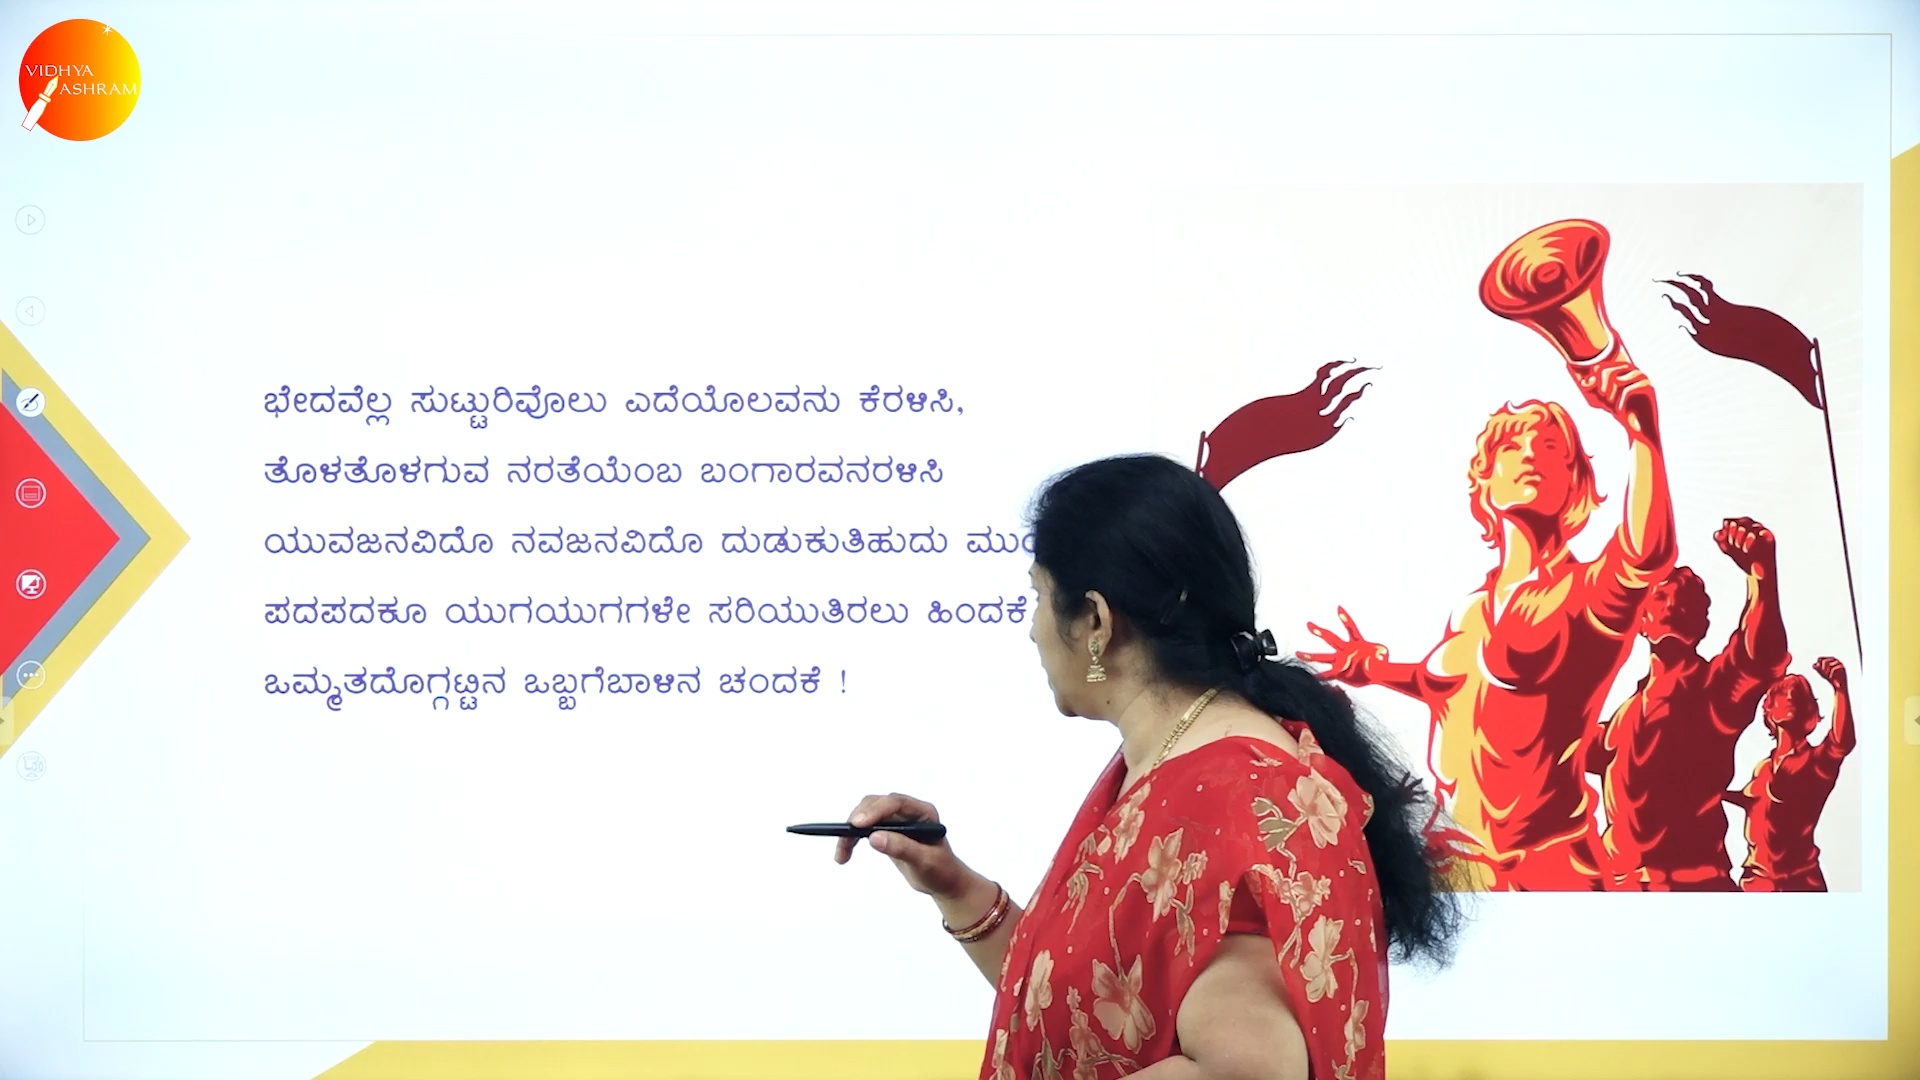 VIDHYA
ASHRAM
ಭೇದವೆಲ್ಲ ಸುಟ್ಟುರಿವೊಲು ಎದೆಯೊಲವನು ಕೆರಳಿಸಿ,
ತೊಳತೊಳಗುವ ನರತೆಯೆಂಬ ಬಂಗಾರವನರಳಿಸಿ
ಯುವಜನವಿದೊ ನವಜನವಿದೊ ದುಡುಕುತಿಹುದು
ಪದಪದಕೂ ಯುಗಯುಗಗಳೇ ಸರಿಯುತಿರಲು ಹಿಂದಕೆ
ಒಮ್ಮತದೊಗ್ಗಟ್ಟಿನ ಒಬ್ಬಗೆಬಾಳಿನ ಚಂದಕೆ !